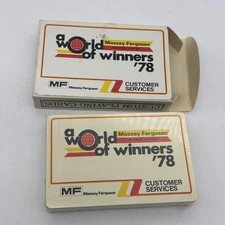 a
world Massey Ferguson
of winners
'78
MF
Massey Ferguson
CUSTOMER
SERVICES
a
world Massey Ferguson
of winners
'78
MF
Massey Ferguson
CUSTOMER
SERVICES